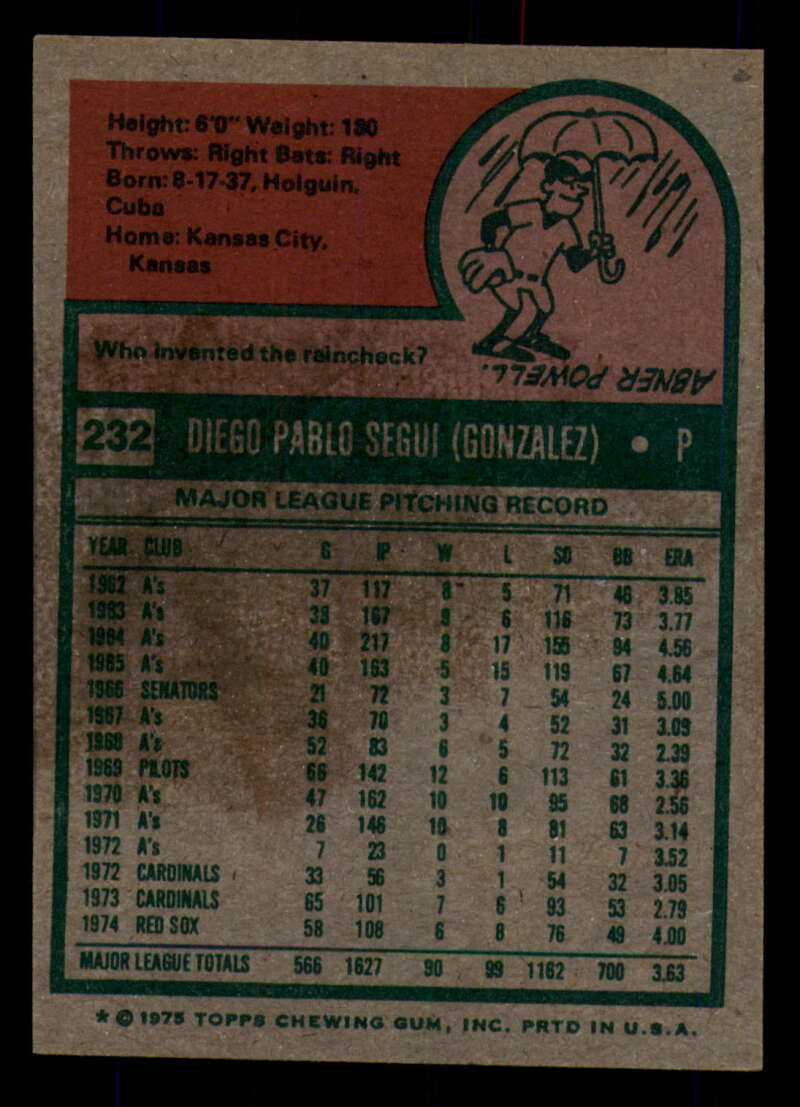 Height: 6'0" Weight: 190
Throws: Right Bats: Right
Born: 8-17-37, Holguin,
Cuba
Home: Kansas City,
Kansas
Who invented the raincheck?
ABNER POWELL.
232 DIEGO PABLO SEGUI (GONZALEZ) • P
MAJOR LEAGUE PITCHING RECORD
YEAR CLUB G IP W L SO BB ERA
1962 A's 37 117 8 5 71 46 3.85
1963 A's 38 167 9 6 116 73 3.77
1964 A's 40 217 8 17 155 94 4.56
1965 A's 40 163 5 15 119 67 4.64
1966 SENATORS 21 72 3 7 54 24 5.00
1967 A's 36 70 3 4 52 31 3.09
1968 A's 52 83 6 5 72 32 2.39
1969 PILOTS 66 142 12 6 113 61 3.36
1970 A's 47 162 10 10 95 68 2.56
1971 A's 26 146 10 8 81 63 3.14
1972 A's 7 23 0 1 11 7 3.52
1972 CARDINALS 33 56 3 1 54 32 3.05
1973 CARDINALS 65 101 7 6 93 53 2.79
1974 RED SOX 58 108 6 8 76 49 4.00
MAJOR LEAGUE TOTALS 566 1627 90 99 1162 700 3.63
* © 1975 TOPPS CHEWING GUM, INC. PRTD IN U.S.A.